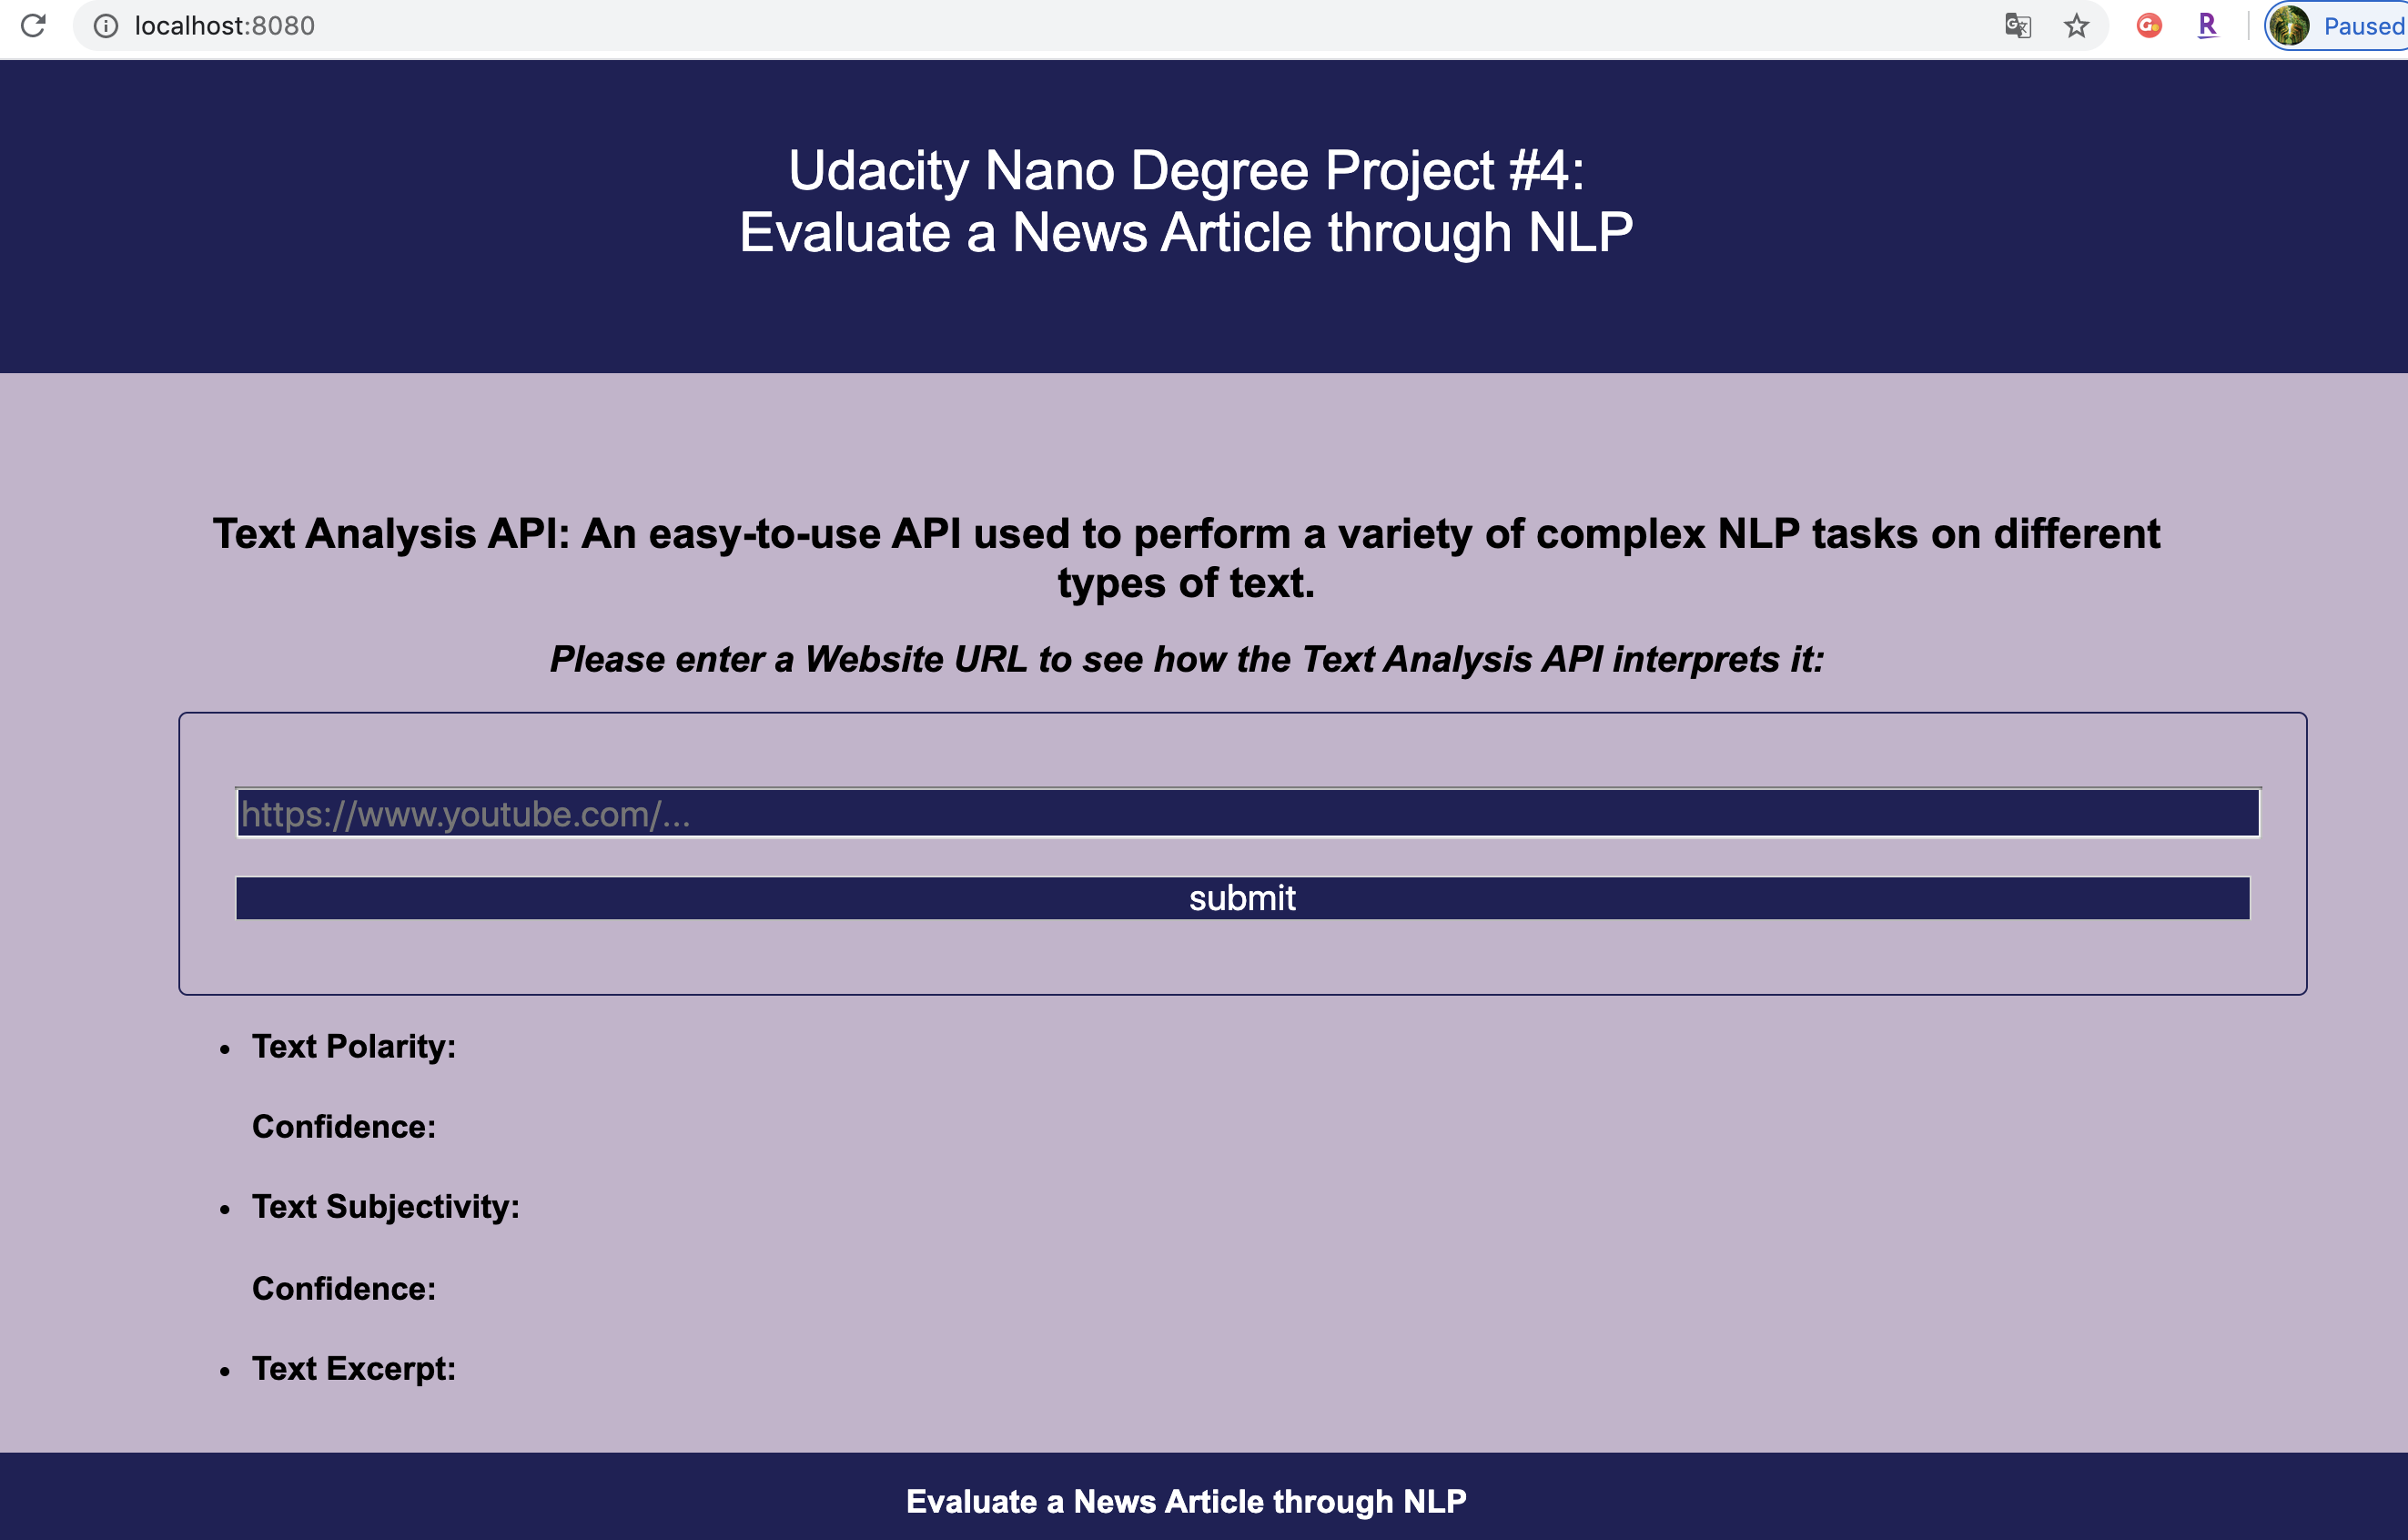 localhost:8080
Paused
Udacity Nano Degree Project #4:
Evaluate a News Article through NLP
Text Analysis API: An easy-to-use API used to perform a variety of complex NLP tasks on different
types of text.
Please enter a Website URL to see how the Text Analysis API interprets it:
https://www.youtube.com/...
submit
• Text Polarity:
Confidence:
• Text Subjectivity:
Confidence:
• Text Excerpt:
Evaluate a News Article through NLP